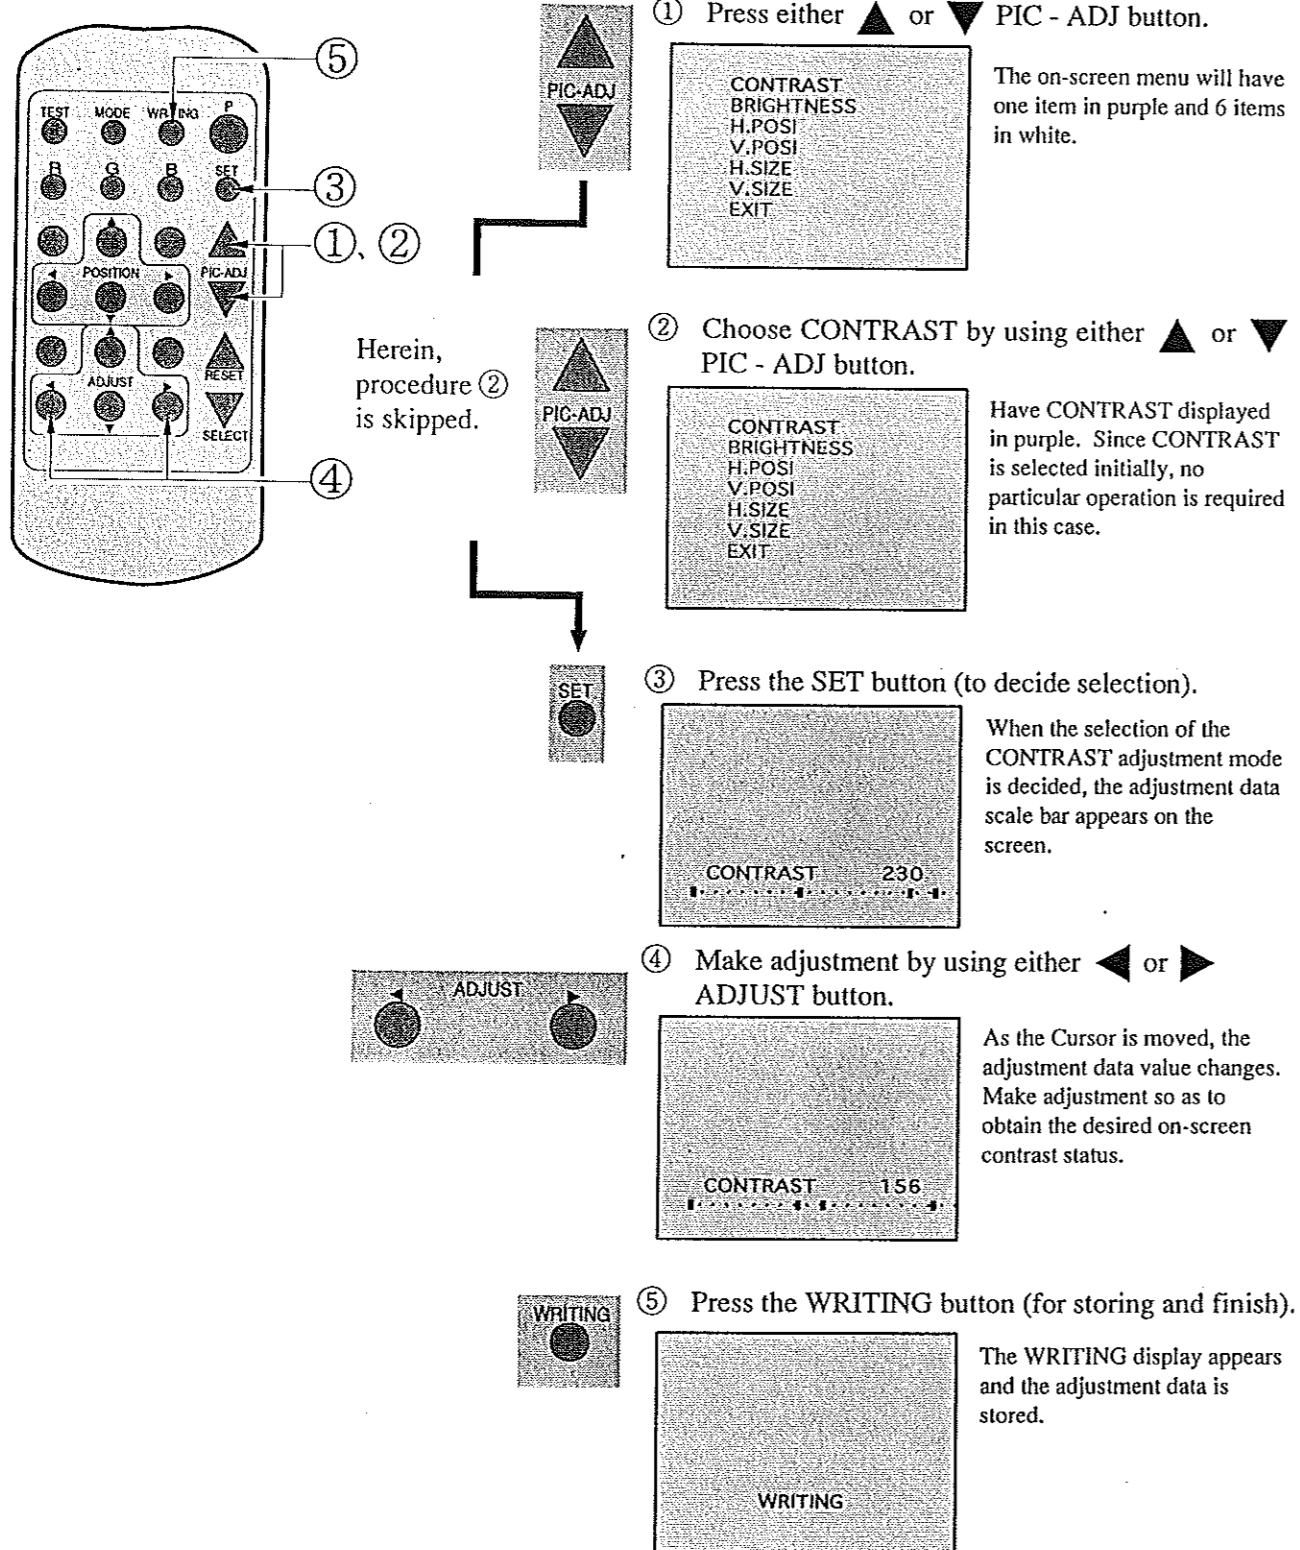 ① Press either ▲ or ▼ PIC - ADJ button.
PIC-ADJ
CONTRAST
BRIGHTNESS
H.POSI
V.POSI
H.SIZE
V.SIZE
EXIT
The on-screen menu will have
one item in purple and 6 items
in white.
⑤
TEST MODE WRITING P
R G B SET
③
①、②
POSITION PIC-ADJ
ADJUST RESET
SELECT
④
Herein,
procedure ②
is skipped.
② Choose CONTRAST by using either ▲ or ▼
PIC - ADJ button.
PIC-ADJ
CONTRAST
BRIGHTNESS
H.POSI
V.POSI
H.SIZE
V.SIZE
EXIT
Have CONTRAST displayed
in purple. Since CONTRAST
is selected initially, no
particular operation is required
in this case.
③ Press the SET button (to decide selection).
SET
CONTRAST 230
When the selection of the
CONTRAST adjustment mode
is decided, the adjustment data
scale bar appears on the
screen.
④ Make adjustment by using either ◀ or ▶
ADJUST button.
◀ ADJUST ▶
CONTRAST 156
As the Cursor is moved, the
adjustment data value changes.
Make adjustment so as to
obtain the desired on-screen
contrast status.
⑤ Press the WRITING button (for storing and finish).
WRITING
WRITING
The WRITING display appears
and the adjustment data is
stored.